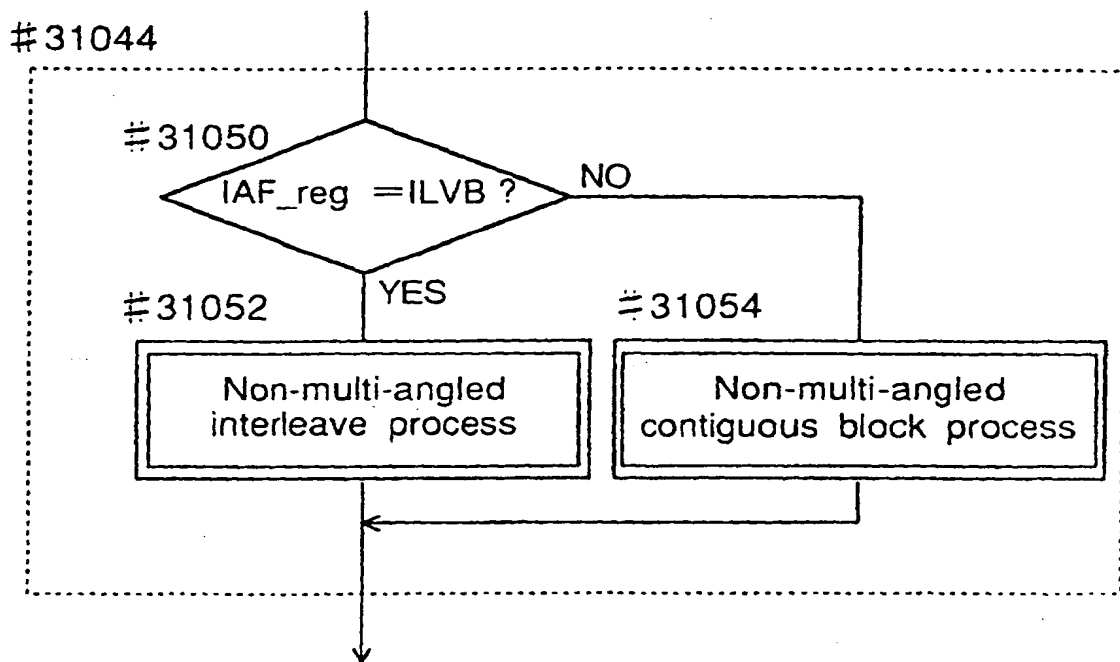 #31044
#31050
IAF_reg =ILVB ?
NO
YES
#31052
#31054
Non-multi-angled
interleave process
Non-multi-angled
contiguous block process